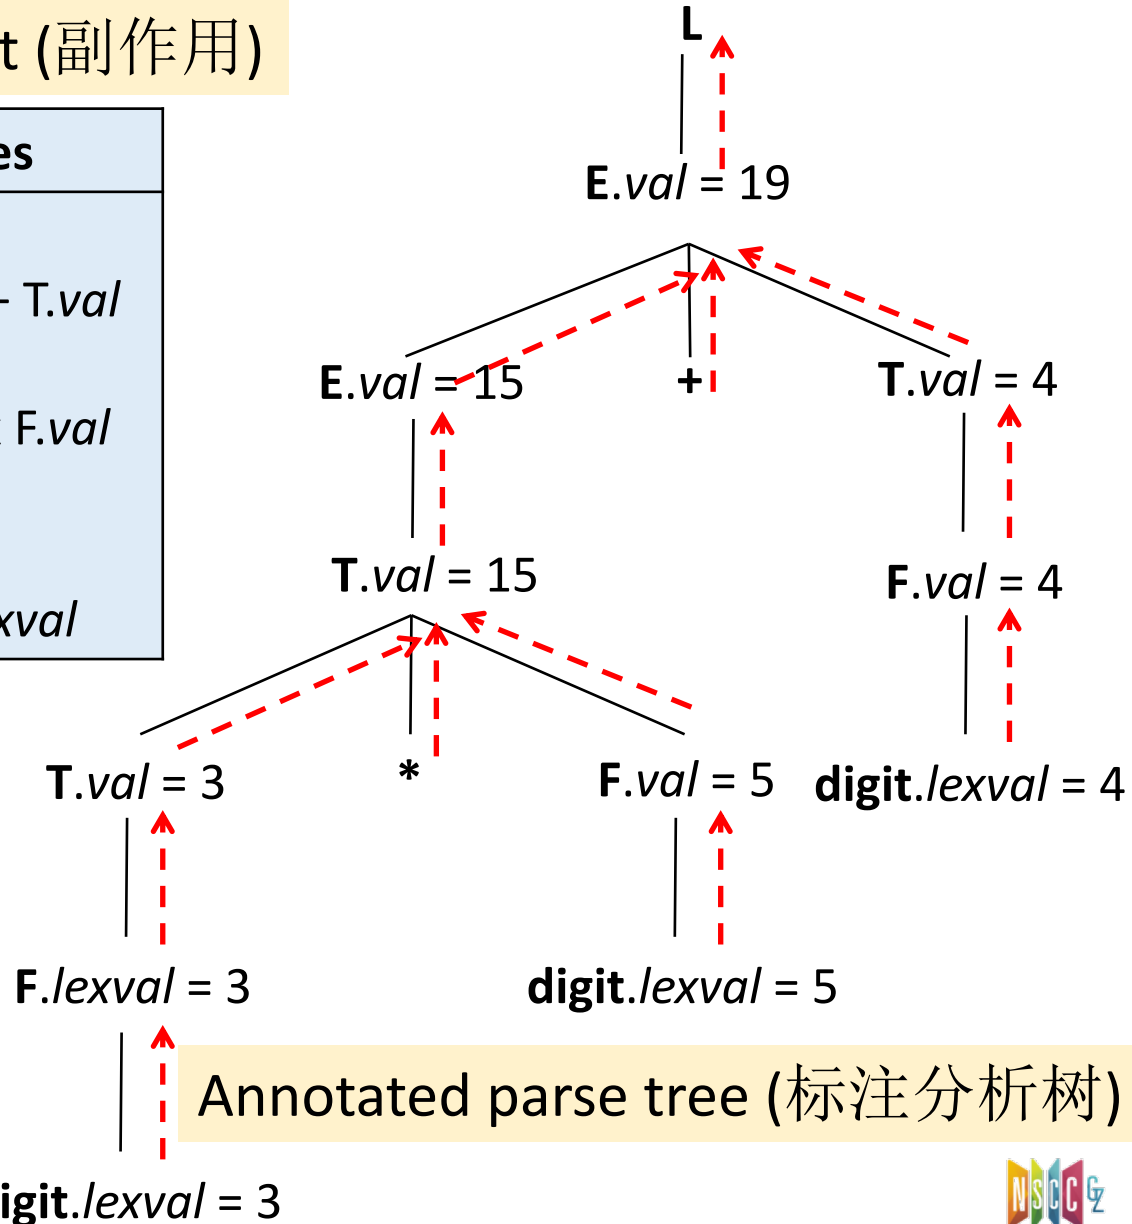 t (副作用)
L
es
E.val = 19
T.val
E.val = 15
+
T.val = 4
F.val
T.val = 15
F.val = 4
xval
T.val = 3
*
F.val = 5
digit.lexval = 4
F.lexval = 3
digit.lexval = 5
Annotated parse tree (标注分析树)
igit.lexval = 3
NSCC GZ